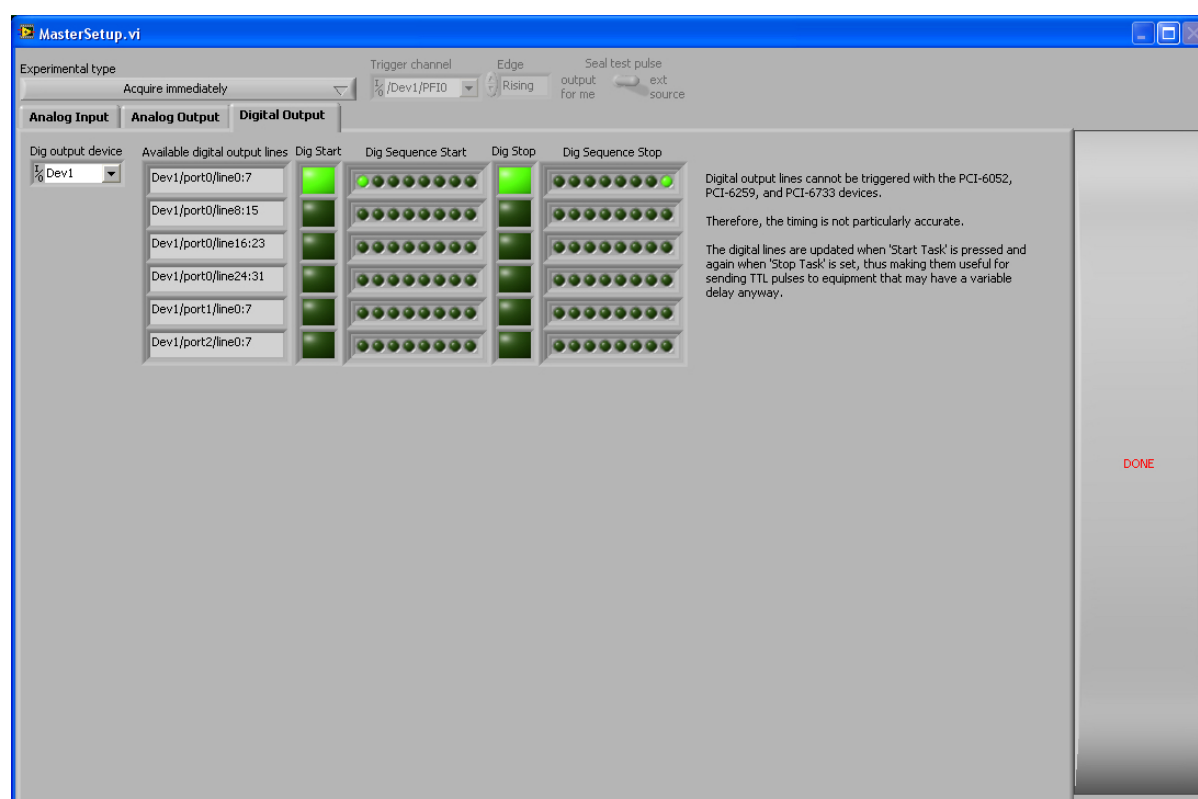 MasterSetup.vi
Experimental type
Acquire immediately
Trigger channel
/Dev1/PFI0
Edge
Rising
Seal test pulse
output for me
ext source
Analog Input
Analog Output
Digital Output
Dig output device
Dev1
Available digital output lines
Dig Start
Dig Sequence Start
Dig Stop
Dig Sequence Stop
Dev1/port0/line0:7
Dev1/port0/line8:15
Dev1/port0/line16:23
Dev1/port0/line24:31
Dev1/port1/line0:7
Dev1/port2/line0:7
Digital output lines cannot be triggered with the PCI-6052,
PCI-6259, and PCI-6733 devices.
Therefore, the timing is not particularly accurate.
The digital lines are updated when 'Start Task' is pressed and
again when 'Stop Task' is set, thus making them useful for
sending TTL pulses to equipment that may have a variable
delay anyway.
DONE